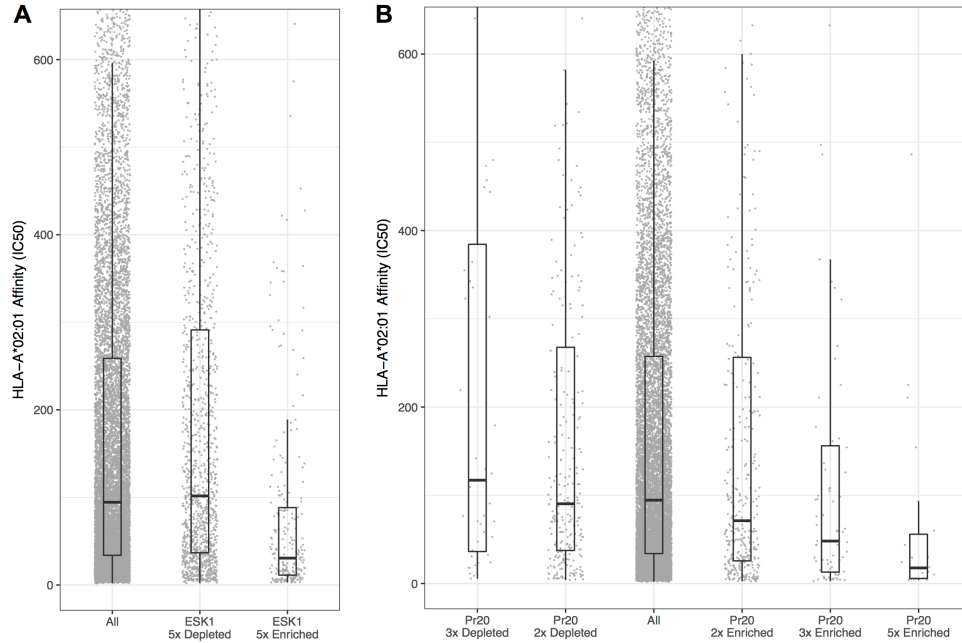 A
HLA-A*02:01 Affinity (IC50)
600
400
200
0
All
ESK1
5x Depleted
ESK1
5x Enriched
B
HLA-A*02:01 Affinity (IC50)
600
400
200
0
Pr20
3x Depleted
Pr20
2x Depleted
All
Pr20
2x Enriched
Pr20
3x Enriched
Pr20
5x Enriched